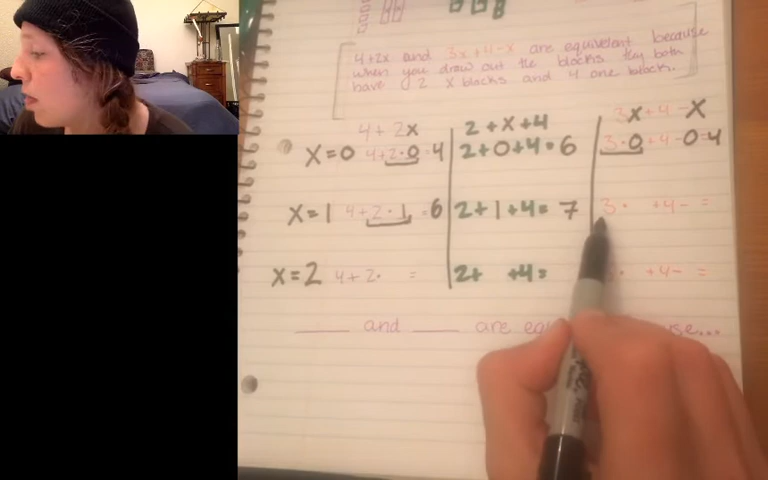 4+2x and 3x+4-x are equivalent because
when you draw out the blocks they both
have 2 x blocks and 4 one block.
4+2x 2+x+4 3x+4-x
x=0 4+2·0=4 2+0+4=6 3·0+4-0=4
x=1 4+2·1=6 2+1+4=7 3· +4- =
x=2 4+2· = 2+ +4= · +4- =
____ and ____ are because...